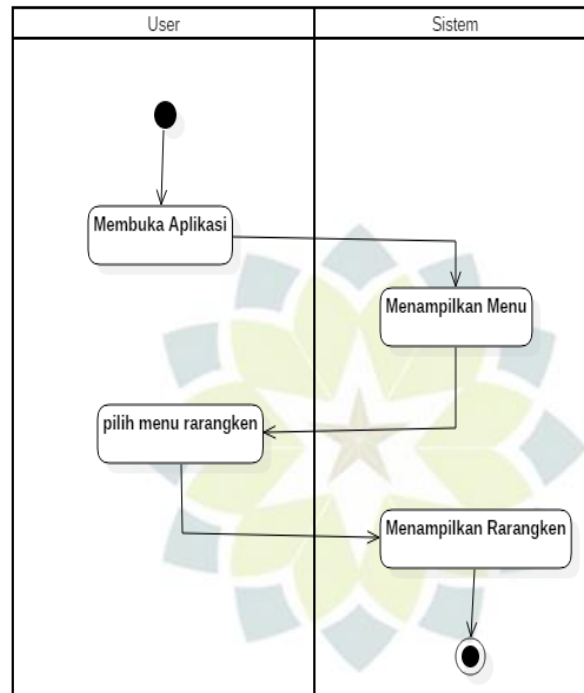 User
Sistem
Membuka Aplikasi
Menampilkan Menu
pilih menu rarangken
Menampilkan Rarangken